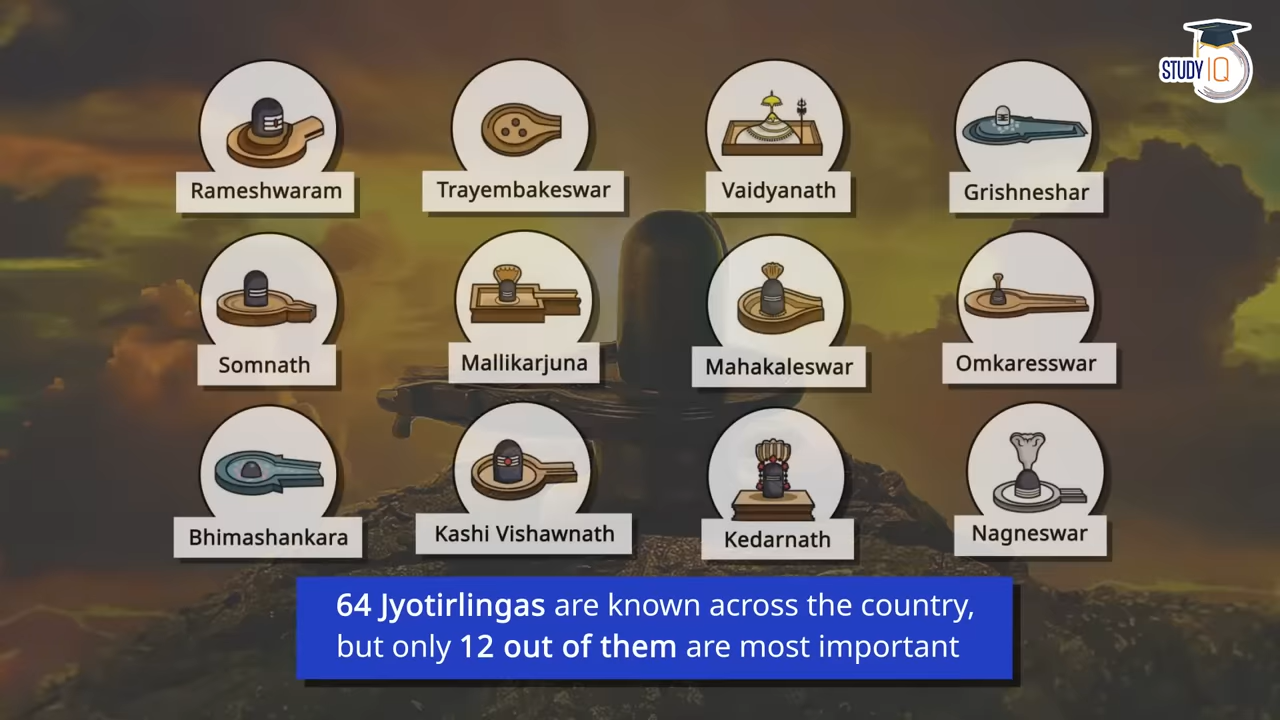 STUDY IQ
Rameshwaram
Trayembakeswar
Vaidyanath
Grishneshar
Somnath
Mallikarjuna
Mahakaleswar
Omkaresswar
Bhimashankara
Kashi Vishawnath
Kedarnath
Nagneswar
64 Jyotirlingas are known across the country,
but only 12 out of them are most important